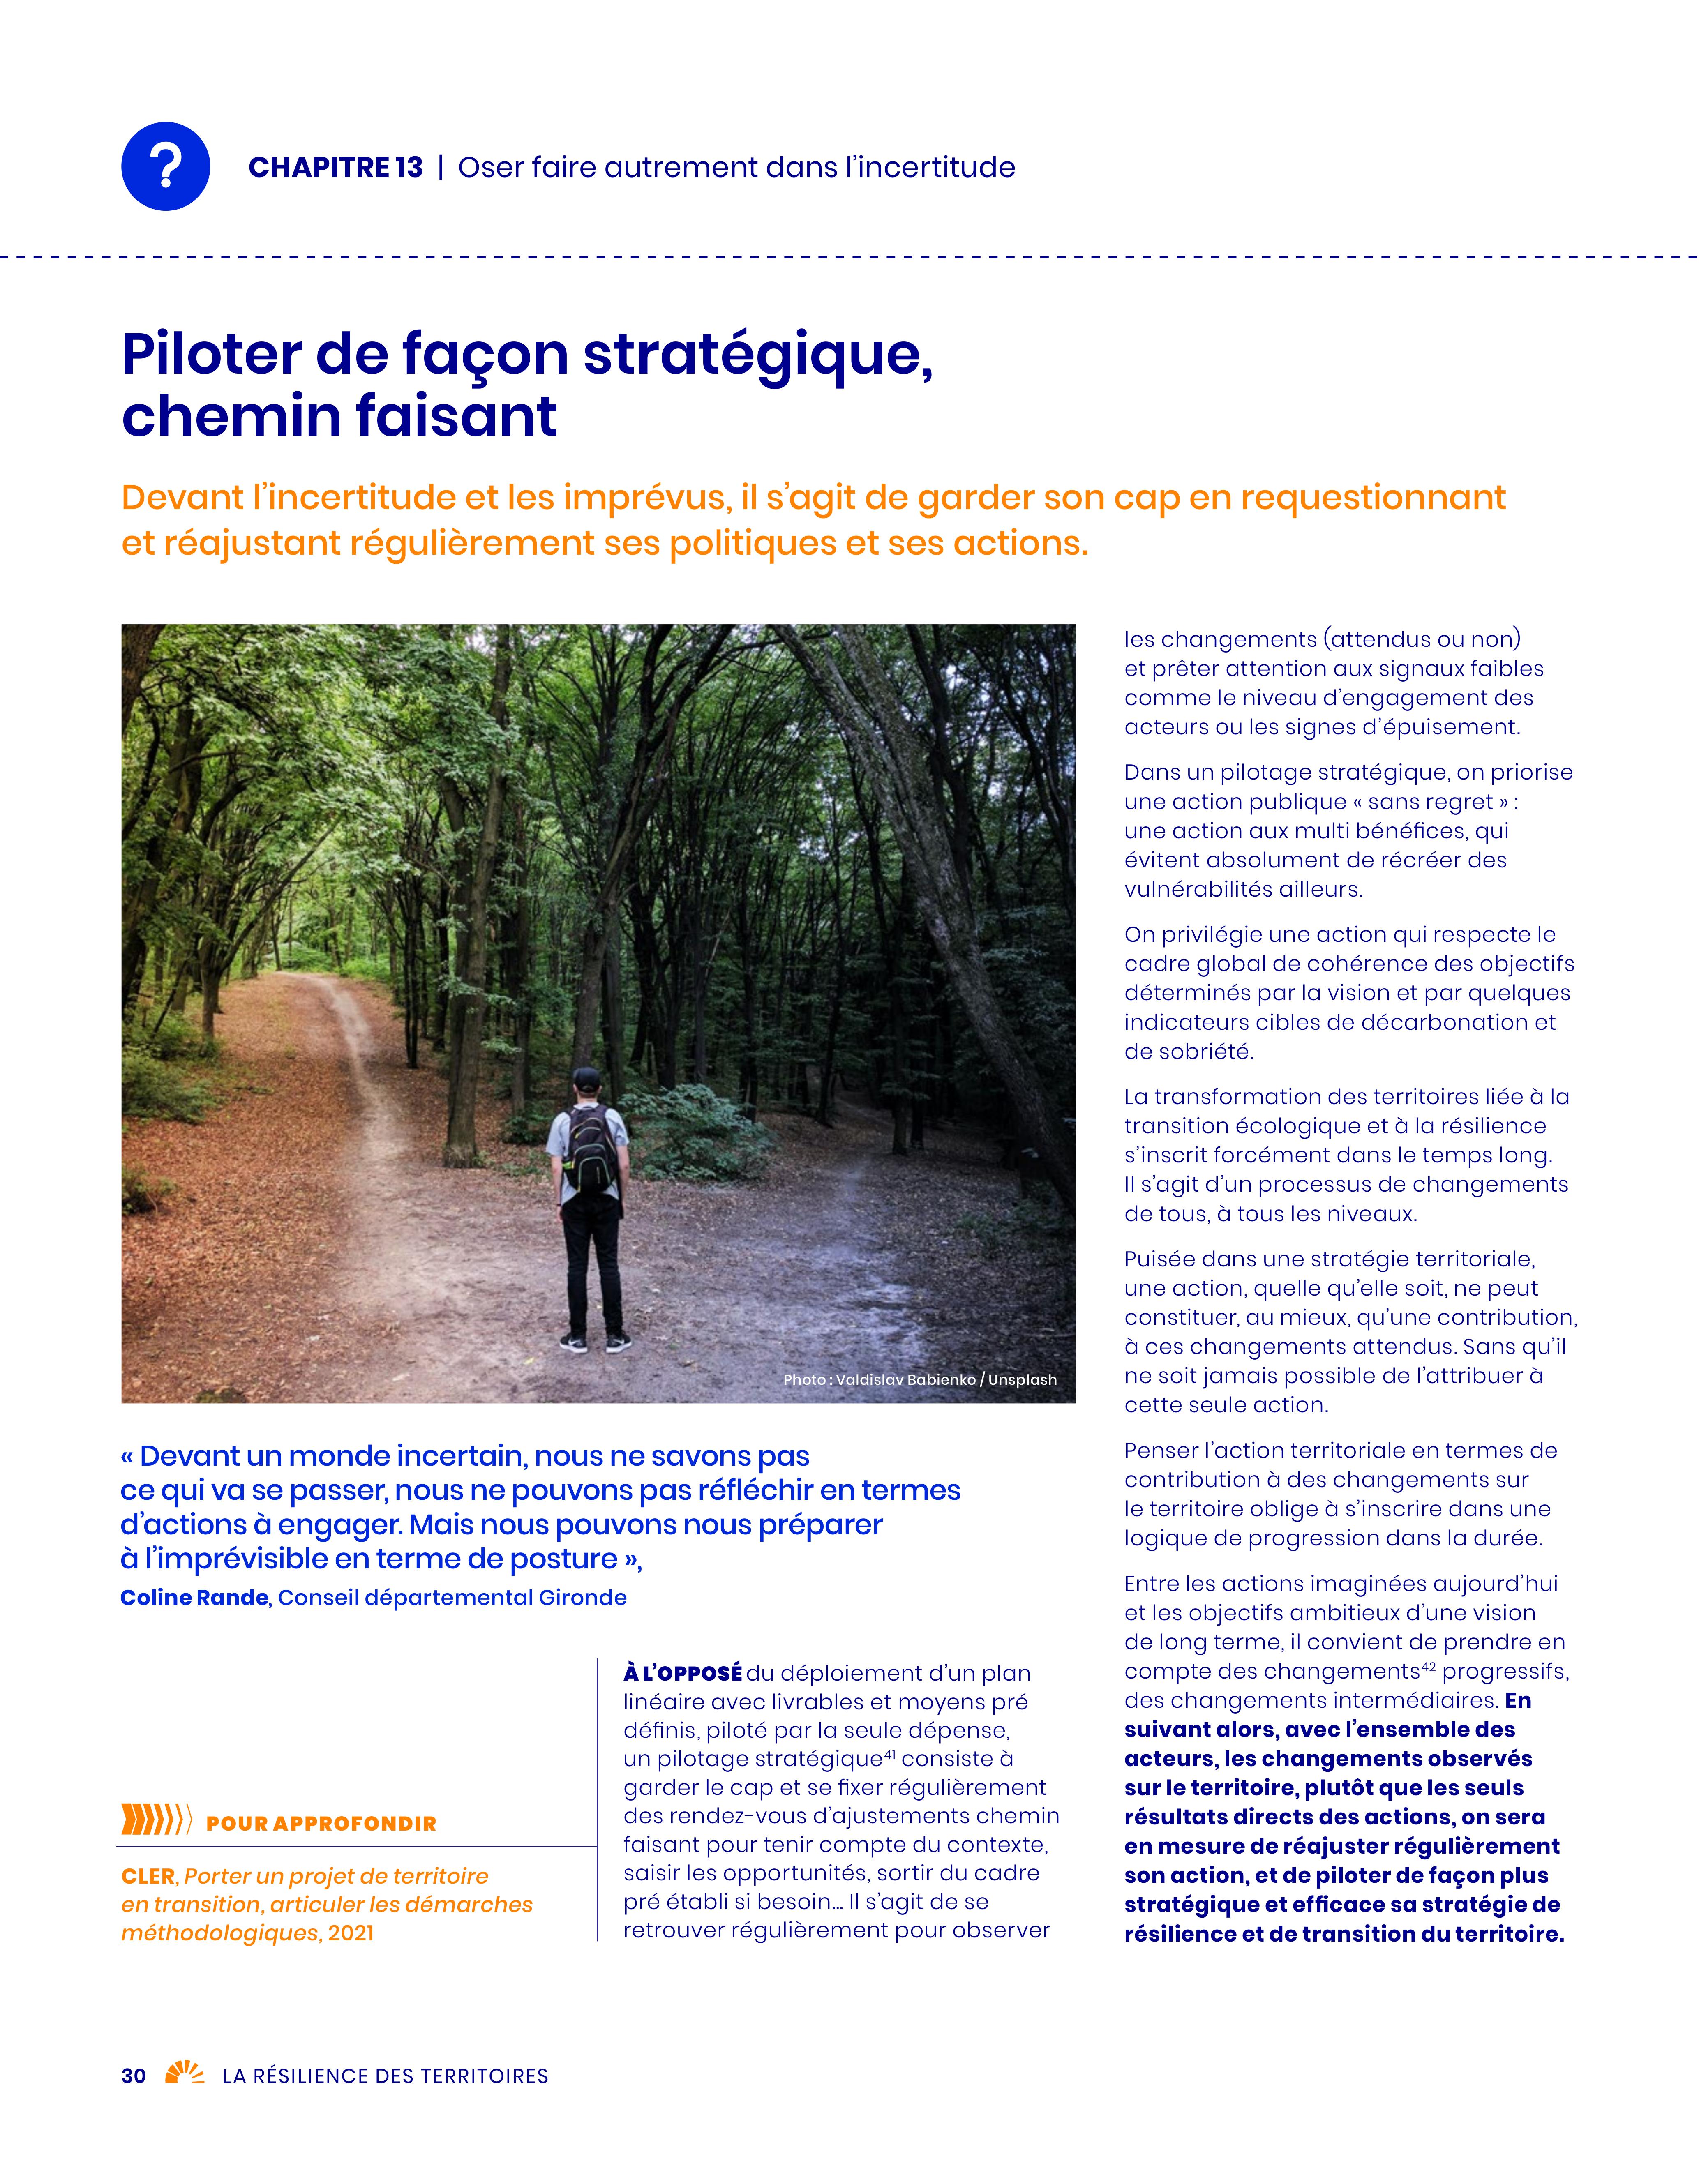 ?
CHAPITRE 13 | Oser faire autrement dans l’incertitude
Piloter de façon stratégique,
chemin faisant
Devant l’incertitude et les imprévus, il s’agit de garder son cap en requestionnant
et réajustant régulièrement ses politiques et ses actions.
Photo : Valdislav Babienko / Unsplash
« Devant un monde incertain, nous ne savons pas
ce qui va se passer, nous ne pouvons pas réfléchir en termes
d’actions à engager. Mais nous pouvons nous préparer
à l’imprévisible en terme de posture »,
Coline Rande, Conseil départemental Gironde
POUR APPROFONDIR
CLER, Porter un projet de territoire
en transition, articuler les démarches
méthodologiques, 2021
À L’OPPOSÉ du déploiement d’un plan
linéaire avec livrables et moyens pré
définis, piloté par la seule dépense,
un pilotage stratégique41 consiste à
garder le cap et se fixer régulièrement
des rendez-vous d’ajustements chemin
faisant pour tenir compte du contexte,
saisir les opportunités, sortir du cadre
pré établi si besoin... Il s’agit de se
retrouver régulièrement pour observer
les changements (attendus ou non)
et prêter attention aux signaux faibles
comme le niveau d’engagement des
acteurs ou les signes d’épuisement.
Dans un pilotage stratégique, on priorise
une action publique « sans regret » :
une action aux multi bénéfices, qui
évitent absolument de récréer des
vulnérabilités ailleurs.
On privilégie une action qui respecte le
cadre global de cohérence des objectifs
déterminés par la vision et par quelques
indicateurs cibles de décarbonation et
de sobriété.
La transformation des territoires liée à la
transition écologique et à la résilience
s’inscrit forcément dans le temps long.
Il s’agit d’un processus de changements
de tous, à tous les niveaux.
Puisée dans une stratégie territoriale,
une action, quelle qu’elle soit, ne peut
constituer, au mieux, qu’une contribution,
à ces changements attendus. Sans qu’il
ne soit jamais possible de l’attribuer à
cette seule action.
Penser l’action territoriale en termes de
contribution à des changements sur
le territoire oblige à s’inscrire dans une
logique de progression dans la durée.
Entre les actions imaginées aujourd’hui
et les objectifs ambitieux d’une vision
de long terme, il convient de prendre en
compte des changements42 progressifs,
des changements intermédiaires. En
suivant alors, avec l’ensemble des
acteurs, les changements observés
sur le territoire, plutôt que les seuls
résultats directs des actions, on sera
en mesure de réajuster régulièrement
son action, et de piloter de façon plus
stratégique et efficace sa stratégie de
résilience et de transition du territoire.
30 LA RÉSILIENCE DES TERRITOIRES